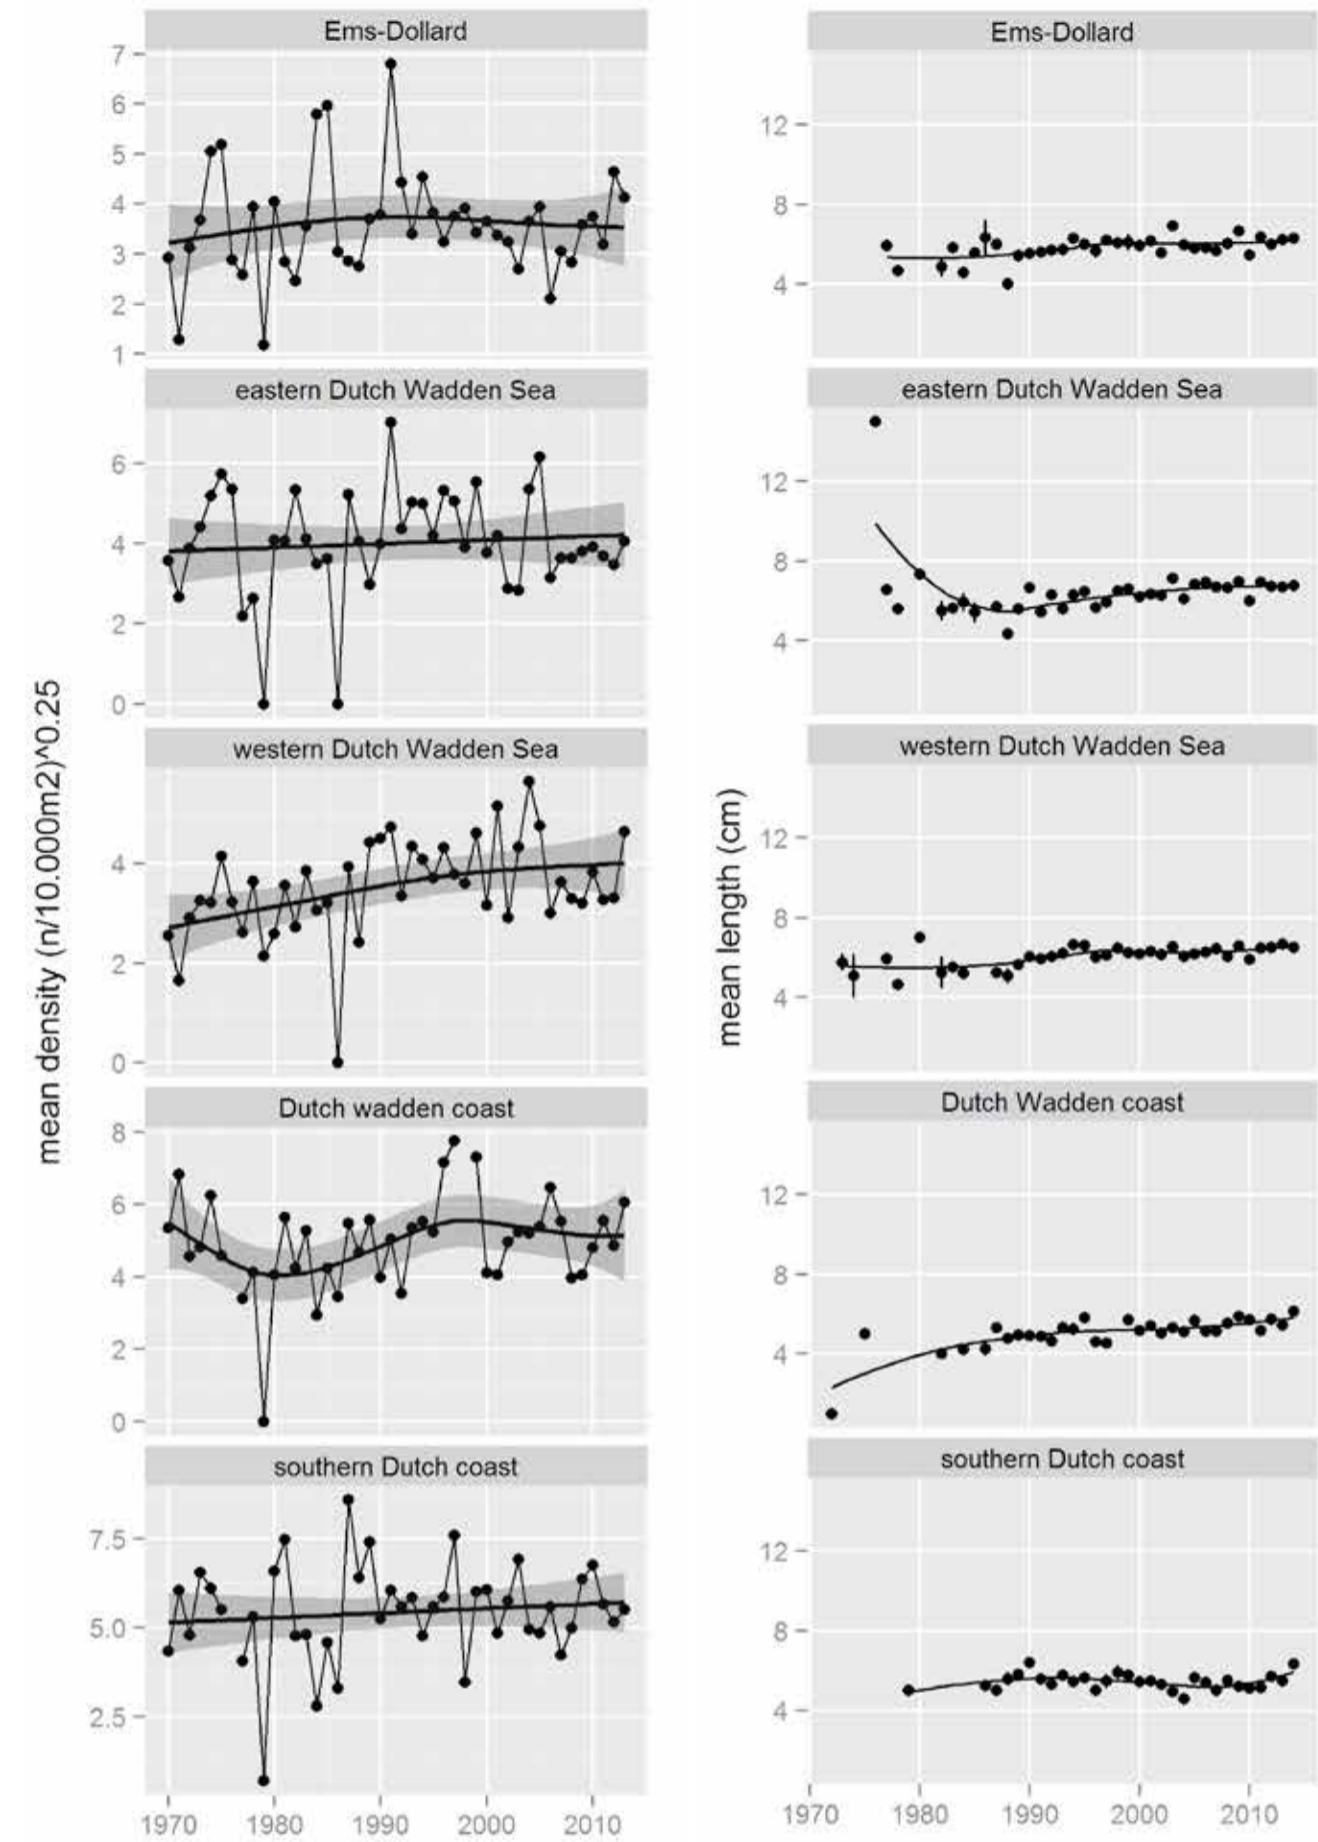 mean density (n/10.000m2)^0.25
Ems-Dollard
7
6
5
4
3
2
1
eastern Dutch Wadden Sea
6
4
2
0
western Dutch Wadden Sea
4
2
0
Dutch wadden coast
8
6
4
2
0
southern Dutch coast
7.5
5.0
2.5
1970 1980 1990 2000 2010
mean length (cm)
Ems-Dollard
12
8
4
eastern Dutch Wadden Sea
12
8
4
western Dutch Wadden Sea
12
8
4
Dutch Wadden coast
12
8
4
southern Dutch coast
12
8
4
1970 1980 1990 2000 2010